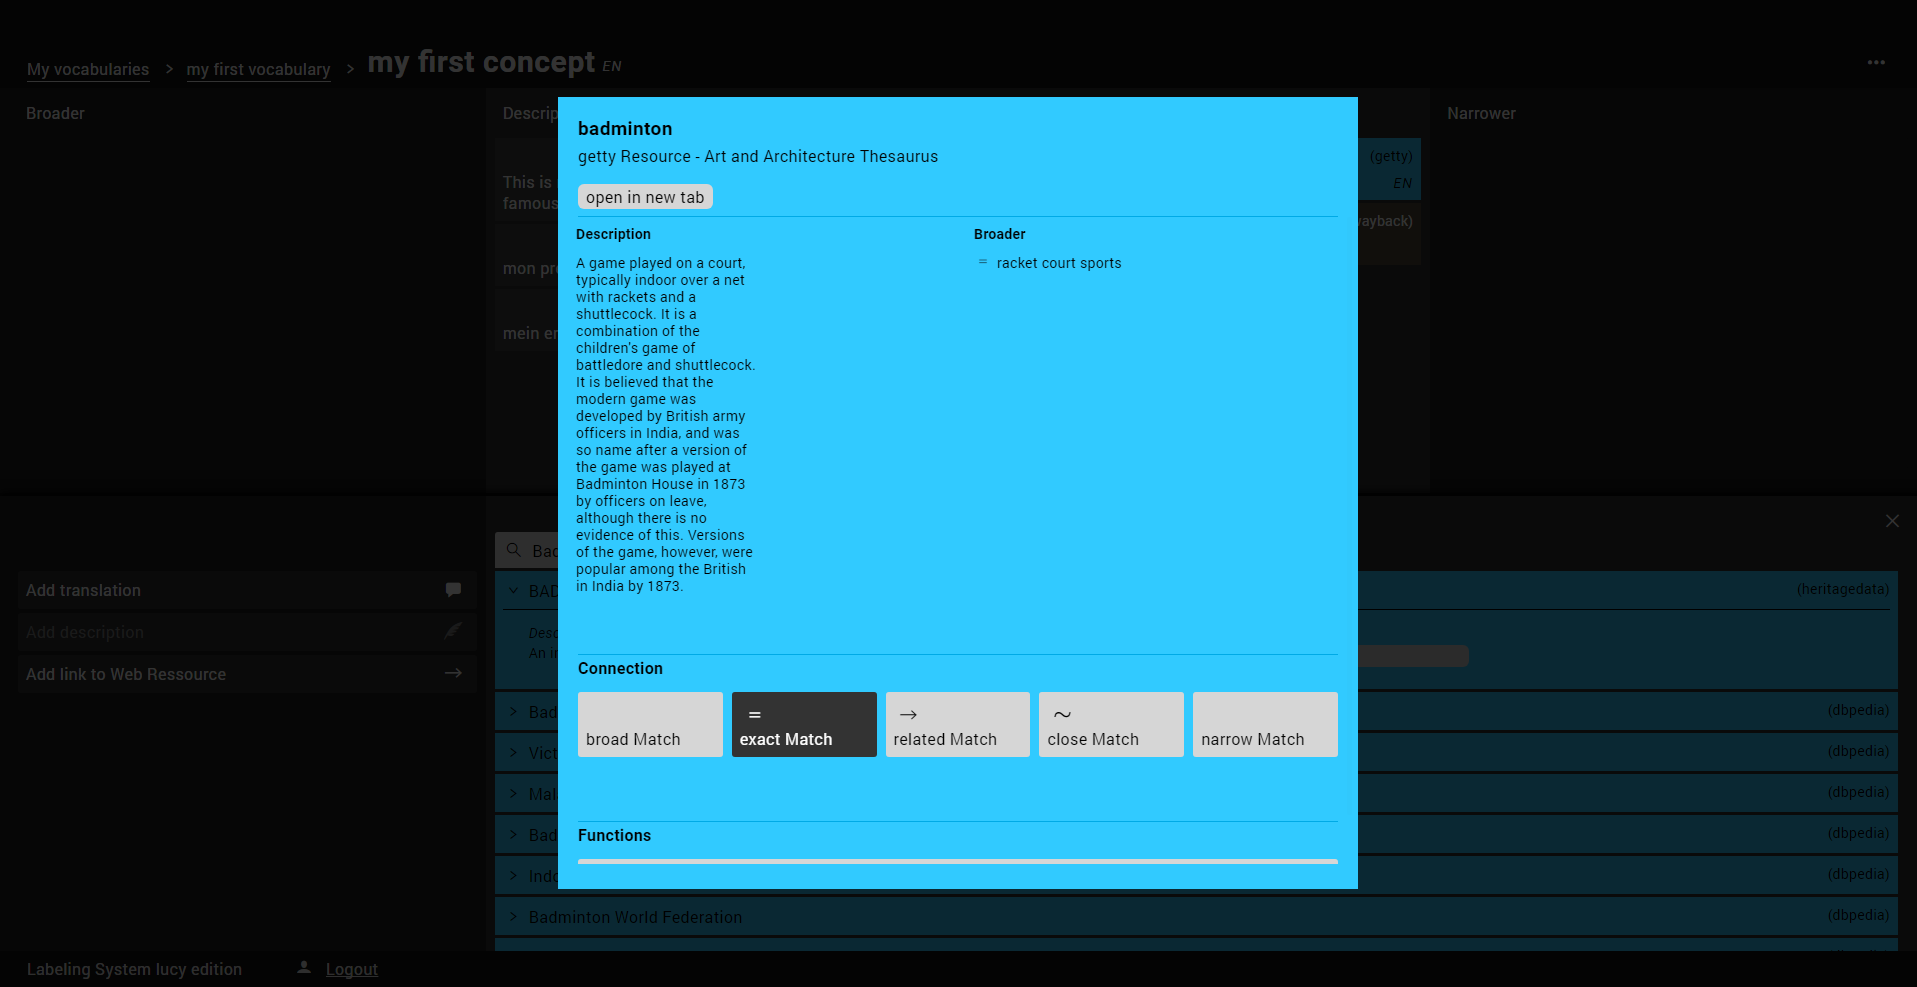 My vocabularies > my first vocabulary > my first concept EN
•••
Broader
Descrip
Narrower
This is
famous
mon pr
mein er
(getty)
EN
wayback)
badminton
getty Resource - Art and Architecture Thesaurus
open in new tab
Description
A game played on a court,
typically indoor over a net
with rackets and a
shuttlecock. It is a
combination of the
children's game of
battledore and shuttlecock.
It is believed that the
modern game was
developed by British army
officers in India, and was
so name after a version of
the game was played at
Badminton House in 1873
by officers on leave,
although there is no
evidence of this. Versions
of the game, however, were
popular among the British
in India by 1873.
Broader
= racket court sports
Connection
broad Match
= exact Match
→ related Match
~ close Match
narrow Match
Functions
Add translation
Add description
Add link to Web Ressource
Bad
BAD
(heritagedata)
Desc
An i
Bad
(dbpedia)
Vict
(dbpedia)
Mal
(dbpedia)
Bad
(dbpedia)
Indo
(dbpedia)
Badminton World Federation
(dbpedia)
Labeling System lucy edition
Logout